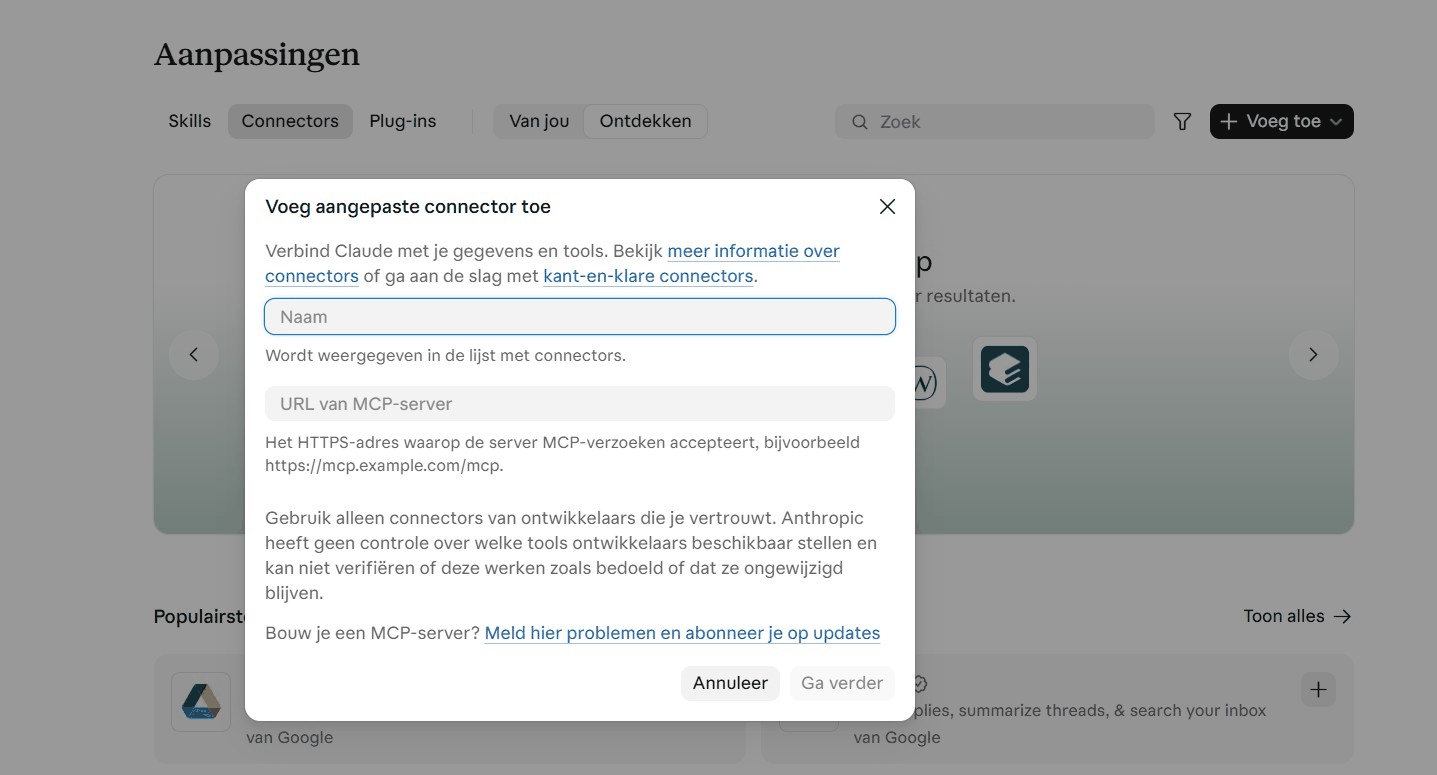 Aanpassingen
Skills Connectors Plug-ins Van jou Ontdekken Zoek Voeg toe
Voeg aangepaste connector toe
Verbind Claude met je gegevens en tools. Bekijk meer informatie over
connectors of ga aan de slag met kant-en-klare connectors.
Naam
Wordt weergegeven in de lijst met connectors.
URL van MCP-server
Het HTTPS-adres waarop de server MCP-verzoeken accepteert, bijvoorbeeld
https://mcp.example.com/mcp.
Gebruik alleen connectors van ontwikkelaars die je vertrouwt. Anthropic
heeft geen controle over welke tools ontwikkelaars beschikbaar stellen en
kan niet verifiëren of deze werken zoals bedoeld of dat ze ongewijzigd
blijven.
Bouw je een MCP-server? Meld hier problemen en abonneer je op updates
Annuleer Ga verder
resultaten.
Toon alles
summarize threads, & search your inbox
van Google
van Google